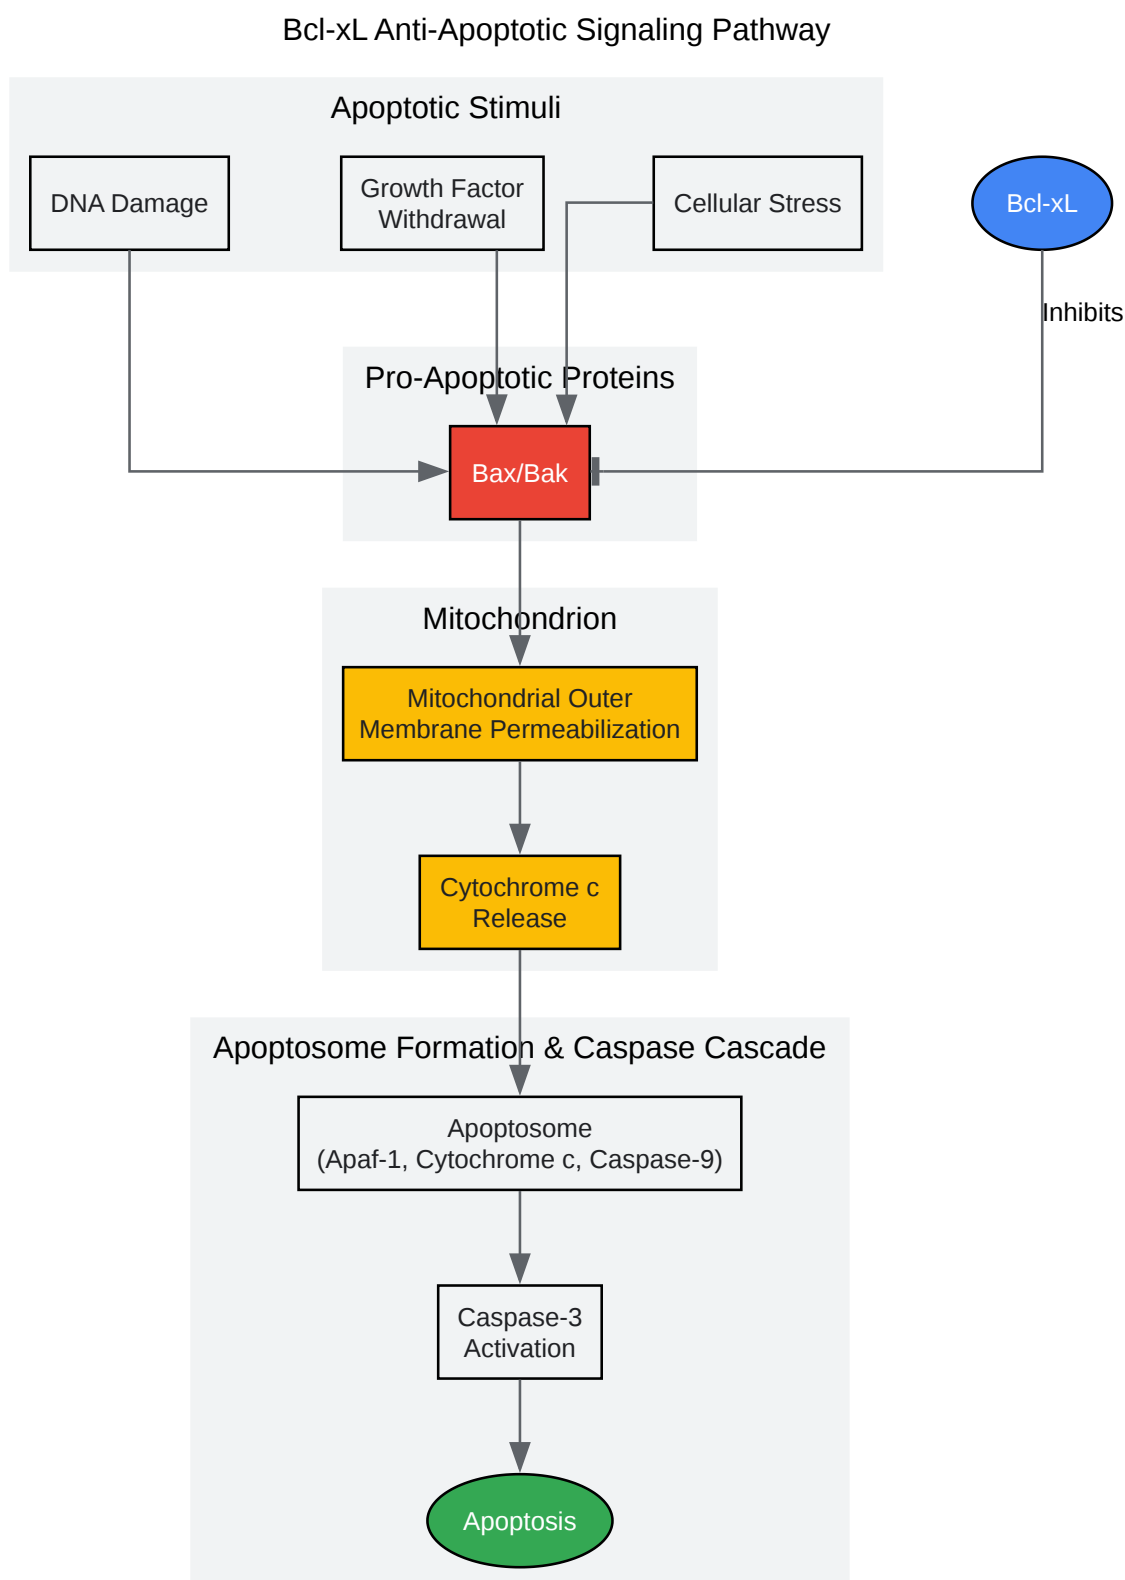 Bcl-xL Anti-Apoptotic Signaling Pathway
Apoptotic Stimuli
DNA Damage
Growth Factor
Withdrawal
Cellular Stress
Bcl-xL
Inhibits
Pro-Apoptotic Proteins
Bax/Bak
Mitochondrion
Mitochondrial Outer
Membrane Permeabilization
Cytochrome c
Release
Apoptosome Formation & Caspase Cascade
Apoptosome
(Apaf-1, Cytochrome c, Caspase-9)
Caspase-3
Activation
Apoptosis